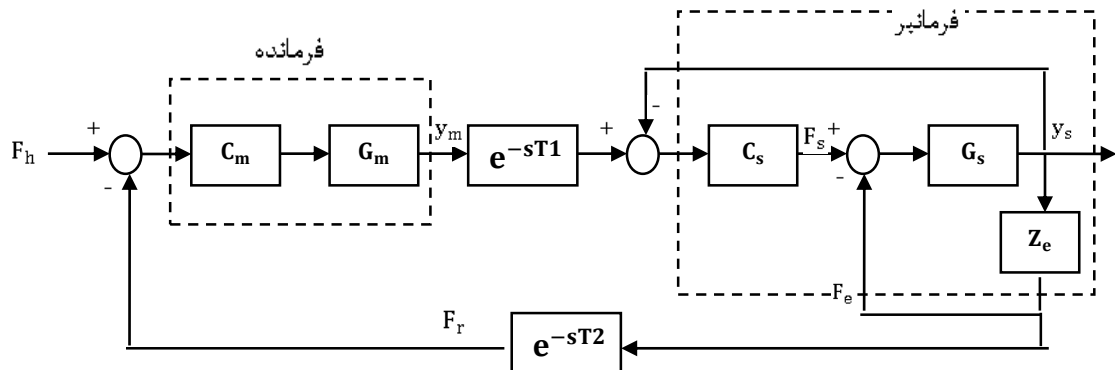 فرمانبر
فرمانده
F_h
+
-
C_m
G_m
y_m
e^{-sT1}
+
-
C_s
F_s
+
-
G_s
y_s
Z_e
F_e
F_r
e^{-sT2}